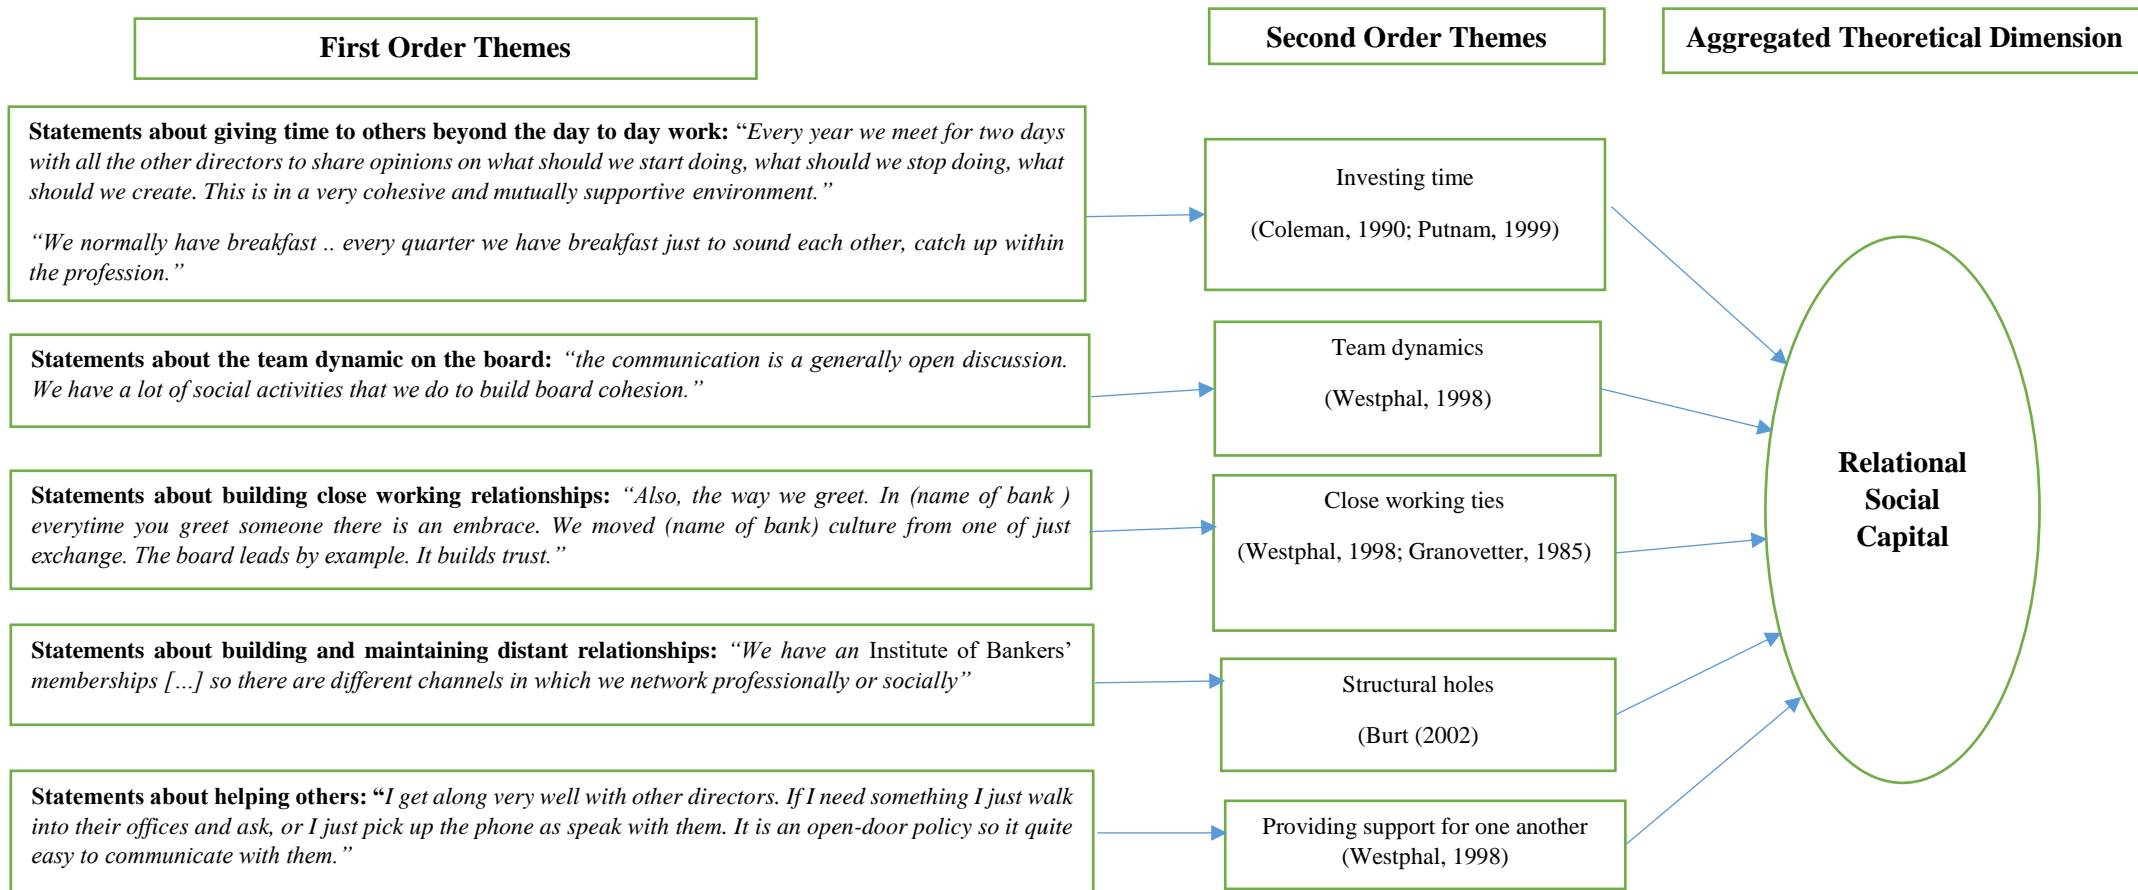 First Order Themes
Second Order Themes
Aggregated Theoretical Dimension
Statements about giving time to others beyond the day to day work: “Every year we meet for two days
with all the other directors to share opinions on what should we start doing, what should we stop doing, what
should we create. This is in a very cohesive and mutually supportive environment.”
“We normally have breakfast .. every quarter we have breakfast just to sound each other, catch up within
the profession.”
Investing time
(Coleman, 1990; Putnam, 1999)
Statements about the team dynamic on the board: “the communication is a generally open discussion.
We have a lot of social activities that we do to build board cohesion.”
Team dynamics
(Westphal, 1998)
Statements about building close working relationships: “Also, the way we greet. In (name of bank )
everytime you greet someone there is an embrace. We moved (name of bank) culture from one of just
exchange. The board leads by example. It builds trust.”
Close working ties
(Westphal, 1998; Granovetter, 1985)
Statements about building and maintaining distant relationships: “We have an Institute of Bankers’
memberships [...] so there are different channels in which we network professionally or socially”
Structural holes
(Burt (2002)
Statements about helping others: “I get along very well with other directors. If I need something I just walk
into their offices and ask, or I just pick up the phone as speak with them. It is an open-door policy so it quite
easy to communicate with them.”
Providing support for one another
(Westphal, 1998)
Relational
Social
Capital